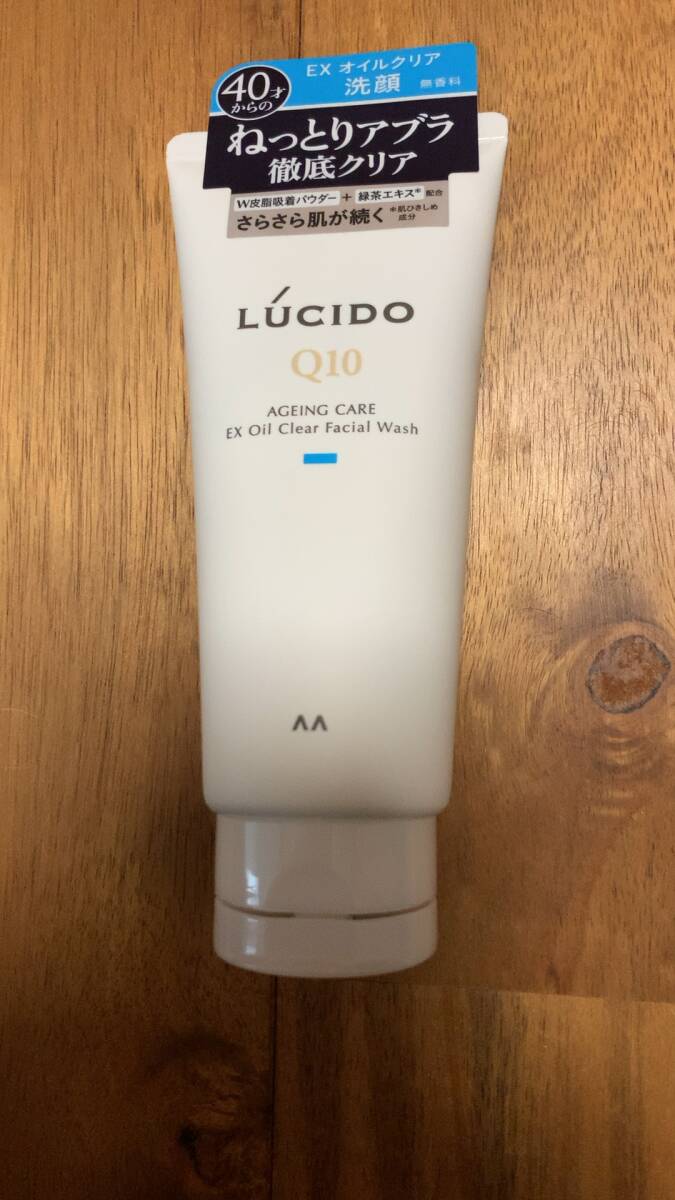 EX オイルクリア
洗顔 無香料
40才
からの
ねっとりアブラ
徹底クリア
W皮脂吸着パウダー + 緑茶エキス※ 配合
さらさら肌が続く ※肌ひきしめ
成分
LÚCIDO
Q10
AGEING CARE
EX Oil Clear Facial Wash